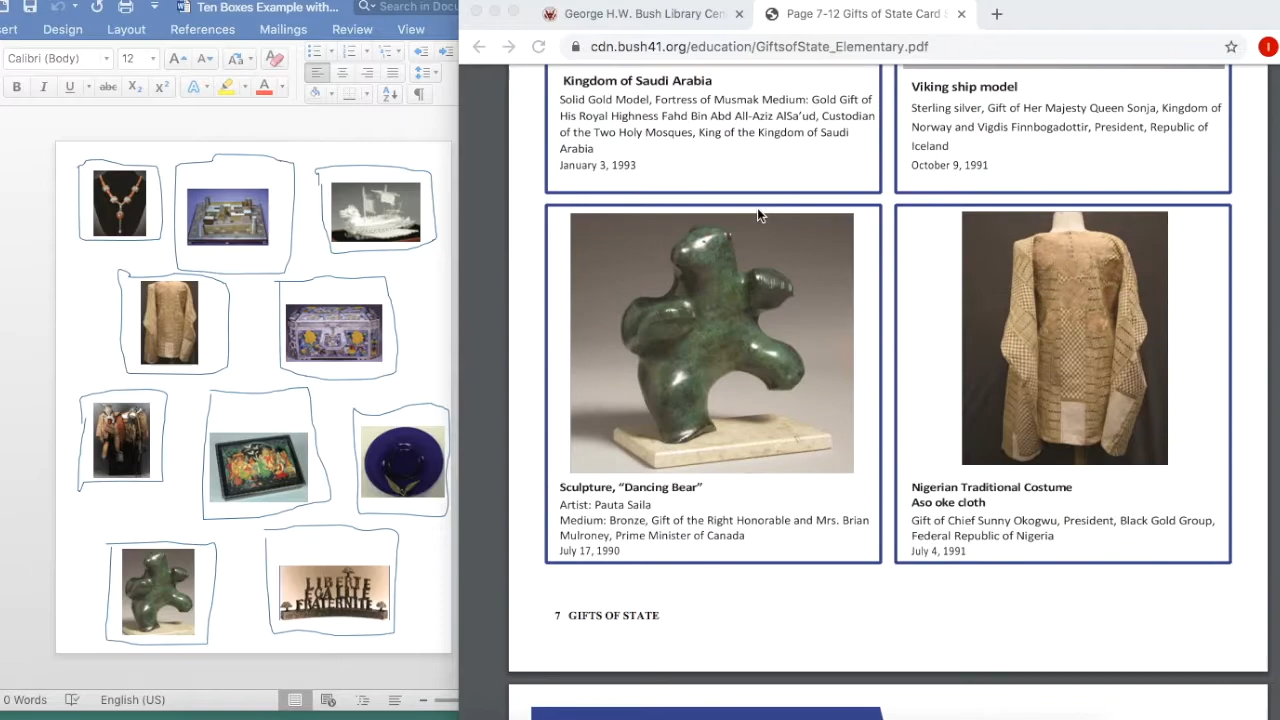 Ten Boxes Example with...
sert Design Layout References Mailings Review View
Calibri (Body) 12
B I U abc X₂ X²
0 Words English (US)
George H.W. Bush Library Cen
Page 7-12 Gifts of State Card S
cdn.bush41.org/education/GiftsofState_Elementary.pdf
Kingdom of Saudi Arabia
Solid Gold Model, Fortress of Musmak Medium: Gold Gift of
His Royal Highness Fahd Bin Abd All-Aziz AlSa’ud, Custodian
of the Two Holy Mosques, King of the Kingdom of Saudi
Arabia
January 3, 1993
Viking ship model
Sterling silver, Gift of Her Majesty Queen Sonja, Kingdom of
Norway and Vigdis Finnbogadottir, President, Republic of
Iceland
October 9, 1991
Sculpture, “Dancing Bear”
Artist: Pauta Saila
Medium: Bronze, Gift of the Right Honorable and Mrs. Brian
Mulroney, Prime Minister of Canada
July 17, 1990
Nigerian Traditional Costume
Aso oke cloth
Gift of Chief Sunny Okogwu, President, Black Gold Group,
Federal Republic of Nigeria
July 4, 1991
7 GIFTS OF STATE
LIBERTE
EGALITE
FRATERNITE